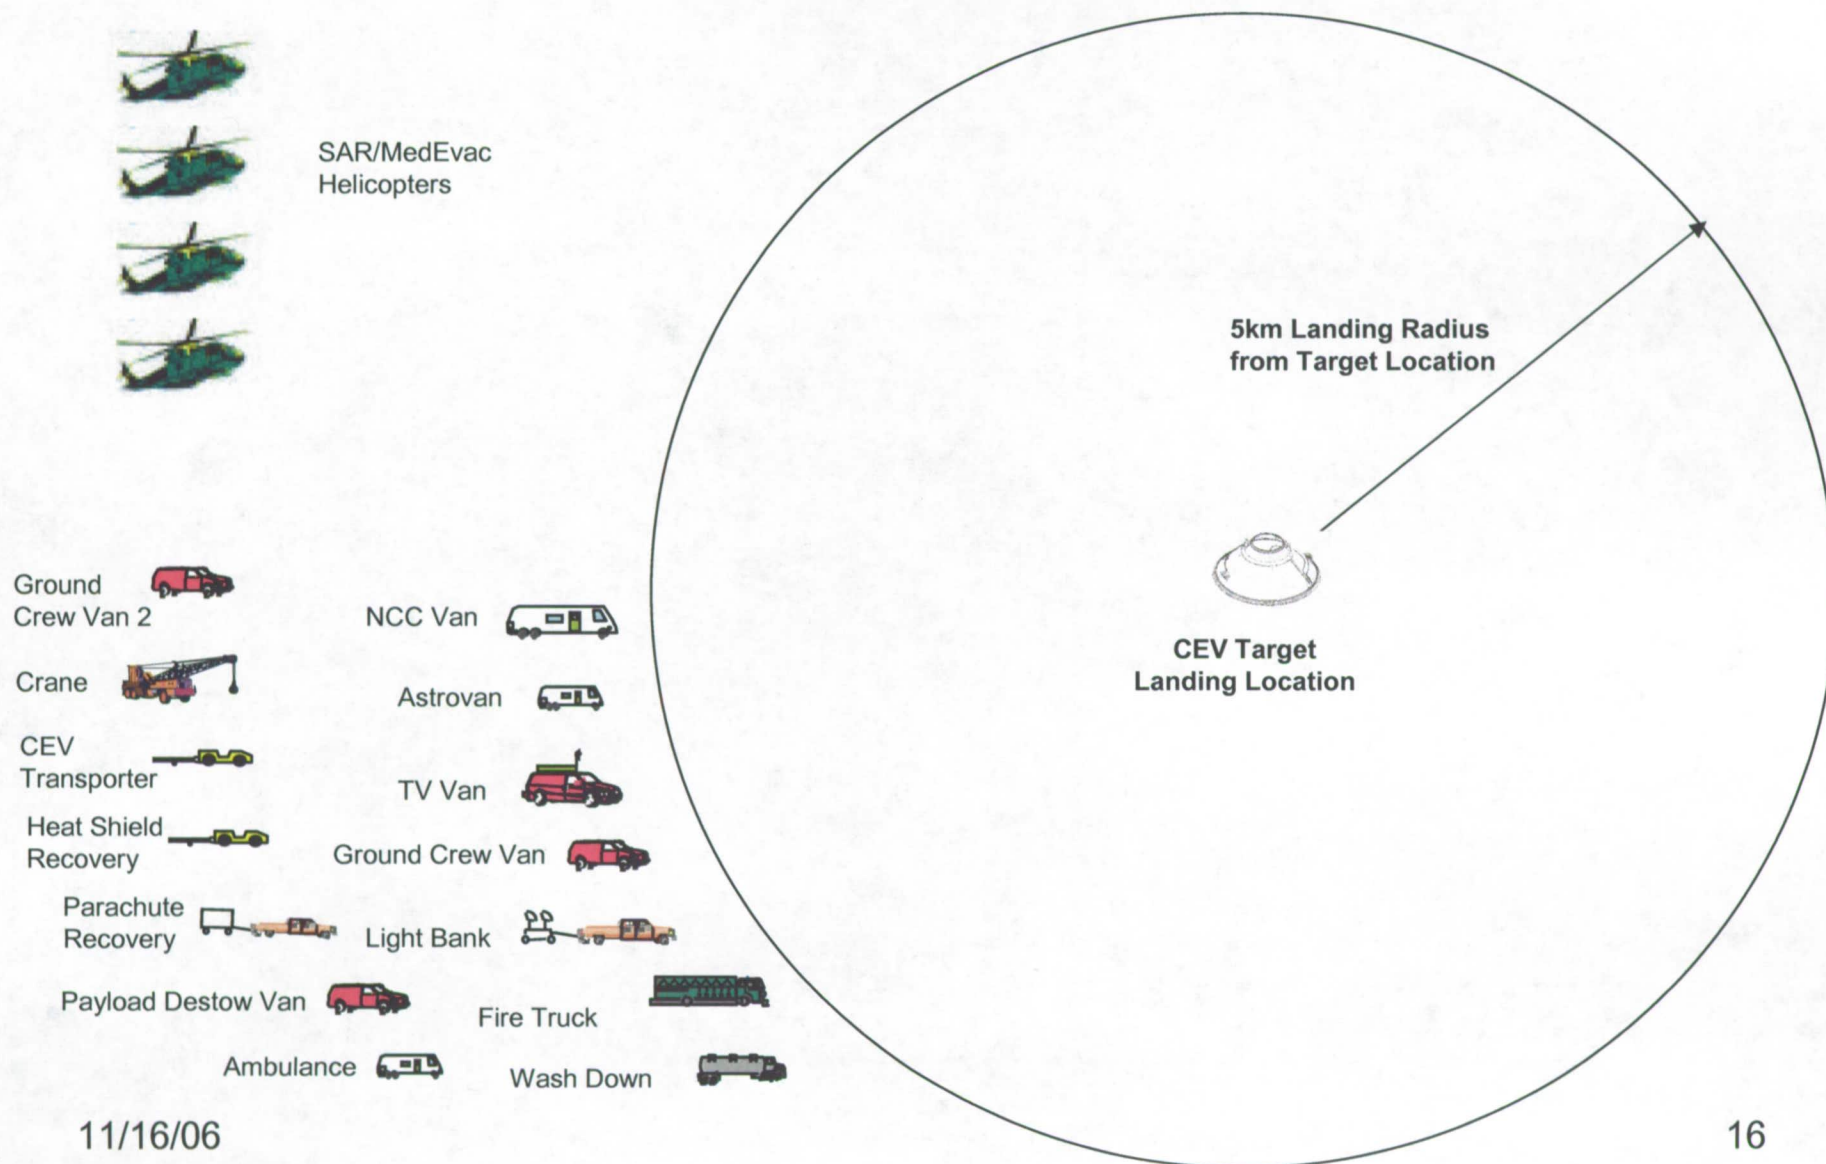 SAR/MedEvac
Helicopters
5km Landing Radius
from Target Location
CEV Target
Landing Location
Ground
Crew Van 2
Crane
CEV
Transporter
Heat Shield
Recovery
Parachute
Recovery
Payload Destow Van
Ambulance
NCC Van
Astrovan
TV Van
Ground Crew Van
Light Bank
Fire Truck
Wash Down
11/16/06
16